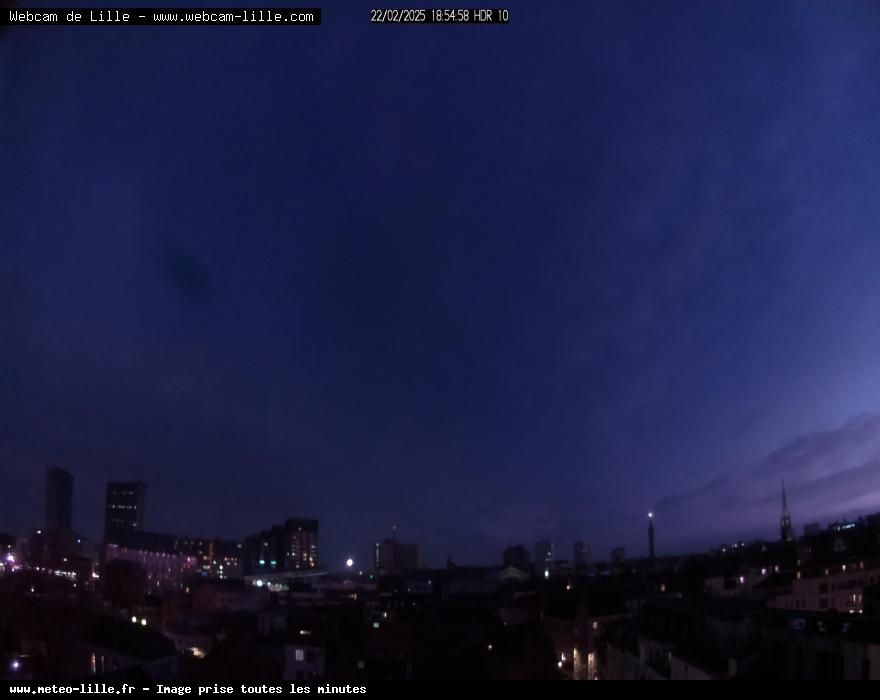 Webcam de Lille - www.webcam-lille.com
22/02/2025 18:54:58 HDR 10
www.meteo-lille.fr - Image prise toutes les minutes